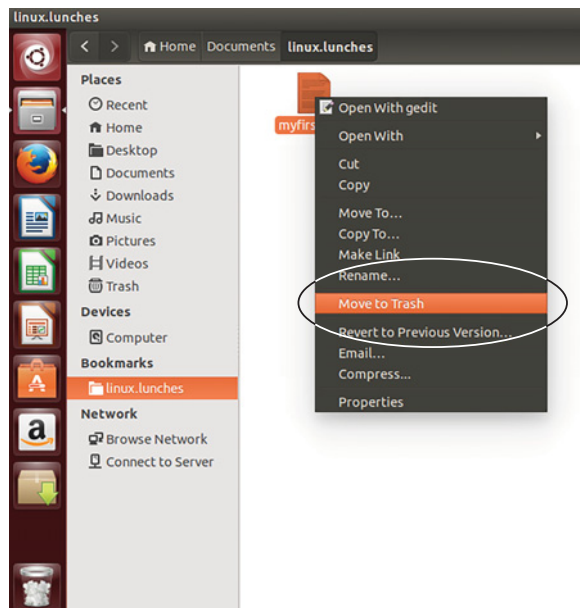 linux.lunches
Home Documents linux.lunches
Places
Recent
Home
Desktop
Documents
Downloads
Music
Pictures
Videos
Trash
Devices
Computer
Bookmarks
linux.lunches
Network
Browse Network
Connect to Server
myfirs
Open With gedit
Open With
Cut
Copy
Move To...
Copy To...
Make Link
Rename...
Move to Trash
Revert to Previous Version...
Email...
Compress...
Properties
A
a